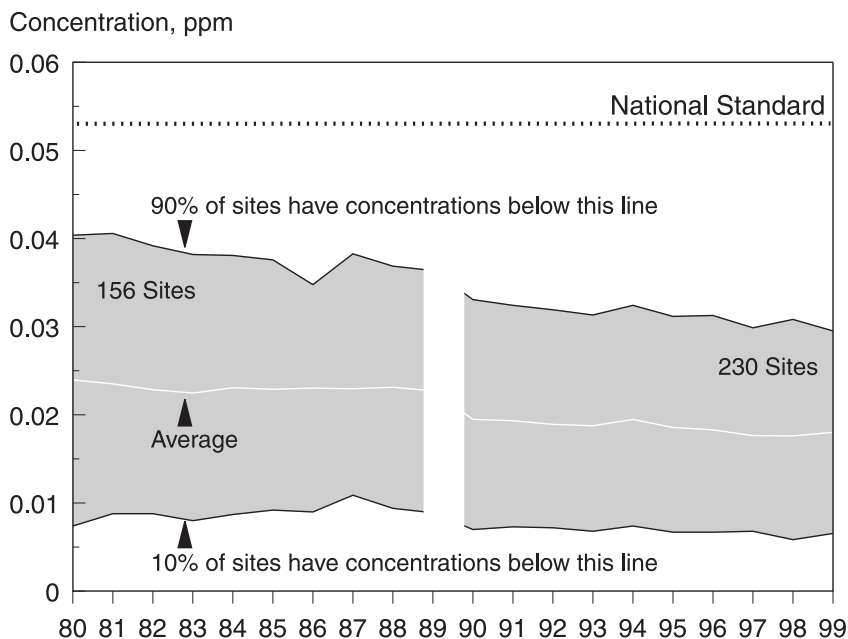 Concentration, ppm
0.06
National Standard
0.05
90% of sites have concentrations below this line
0.04
156 Sites
0.03
230 Sites
0.02
Average
0.01
10% of sites have concentrations below this line
0
80 81 82 83 84 85 86 87 88 89 90 91 92 93 94 95 96 97 98 99